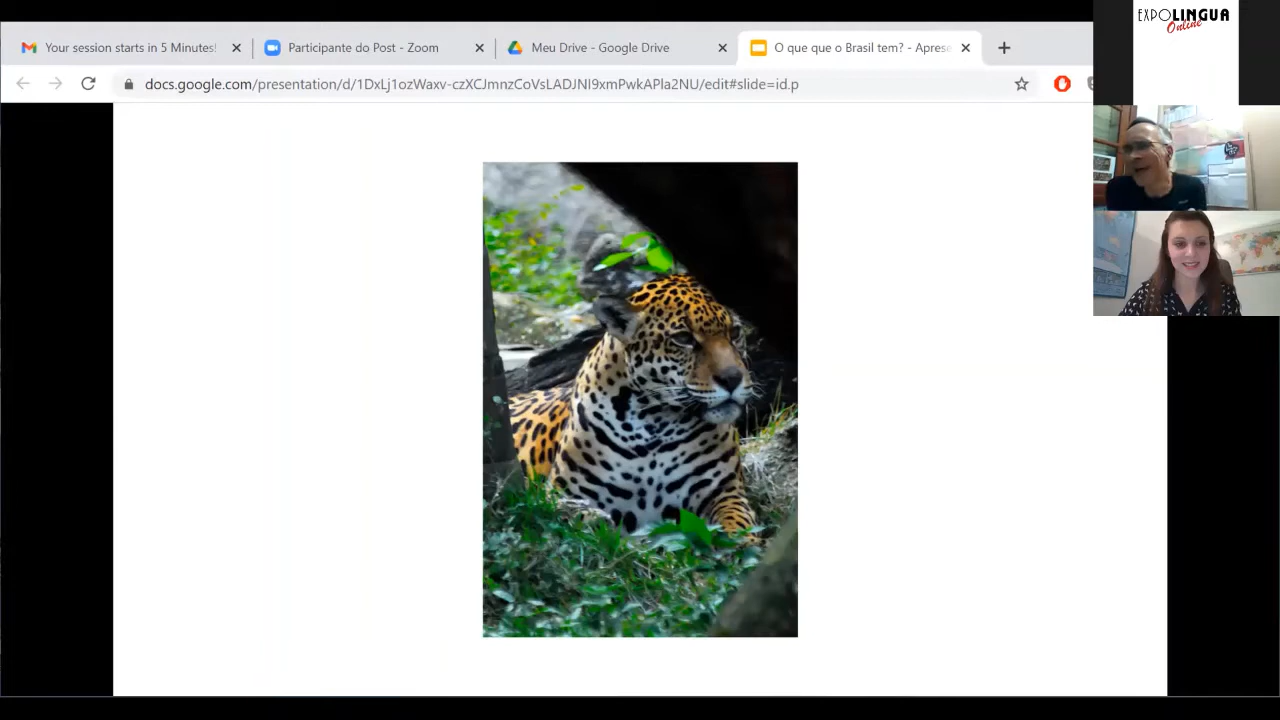 Your session starts in 5 Minutes!
Participante do Post - Zoom
Meu Drive - Google Drive
O que que o Brasil tem? - Aprese
docs.google.com/presentation/d/1DxLj1ozWaxv-czXCJmnzCoVsLADJNI9xmPwkAPla2NU/edit#slide=id.p
EXPOLINGUA
Online